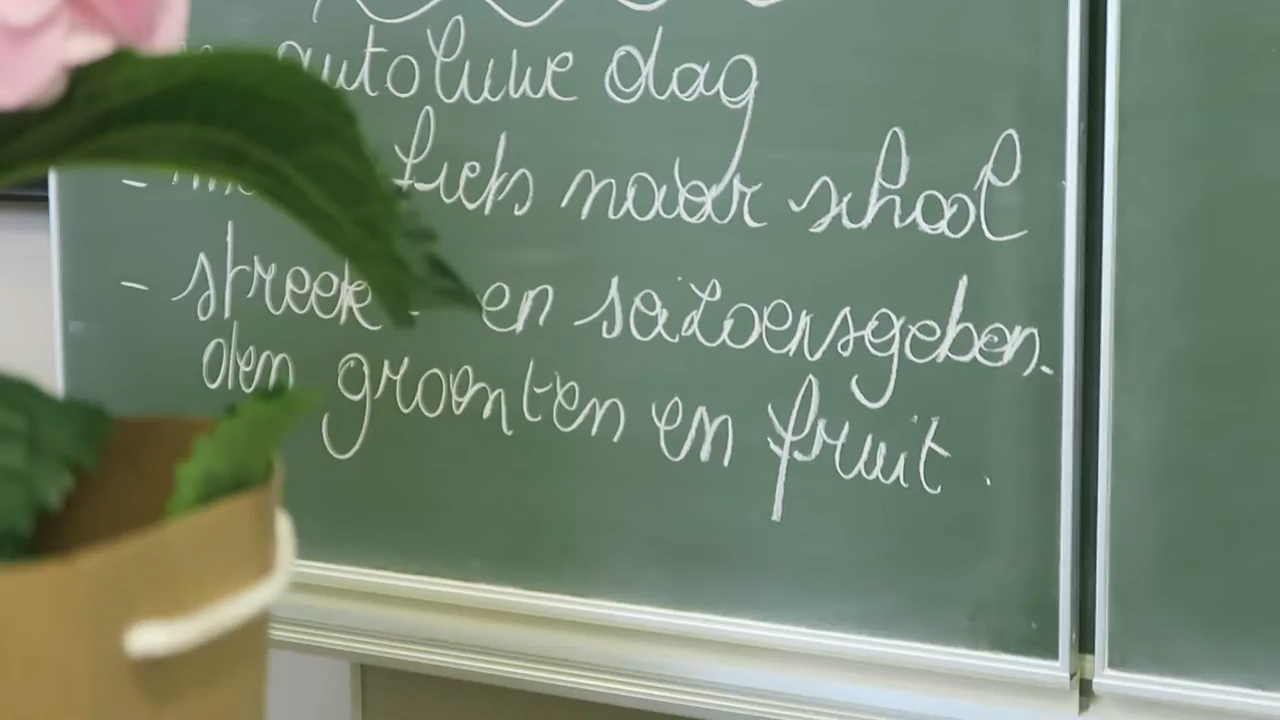 autoluwe dag
- fiets naar school
- streek- en seizoensgebon-
den groenten en fruit.